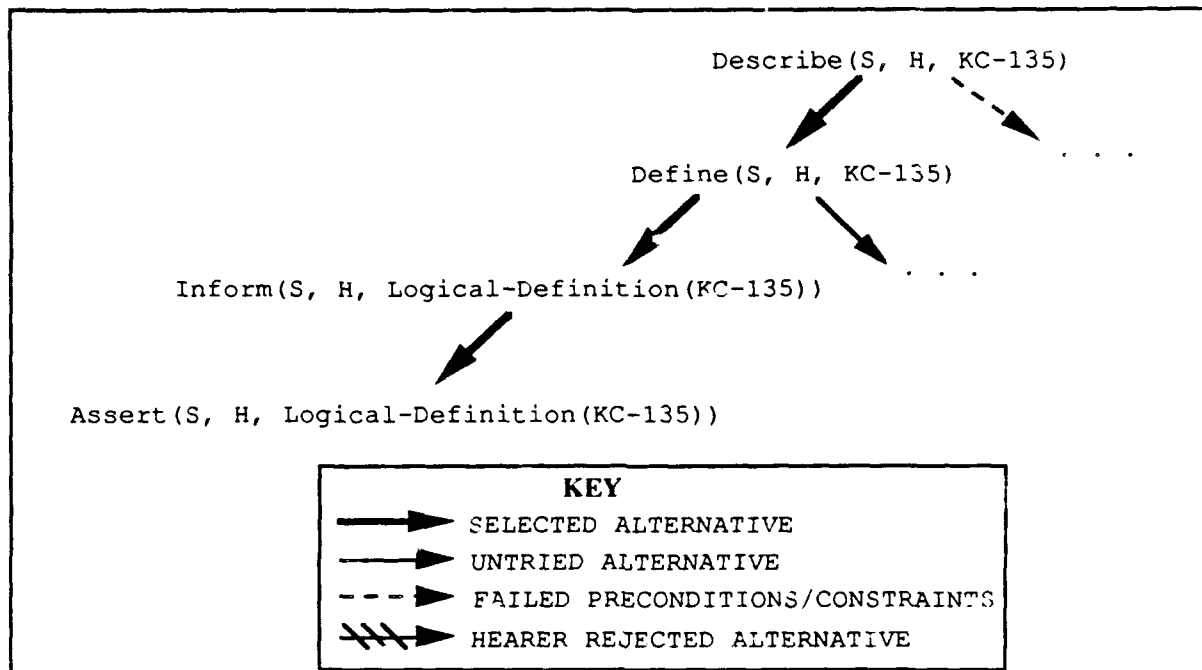 Describe(S, H, KC-135)
. . .
Define(S, H, KC-135)
. . .
Inform(S, H, Logical-Definition(KC-135))
Assert(S, H, Logical-Definition(KC-135))
KEY
SELECTED ALTERNATIVE
UNTRIED ALTERNATIVE
FAILED PRECONDITIONS/CONSTRAINTS
HEARER REJECTED ALTERNATIVE